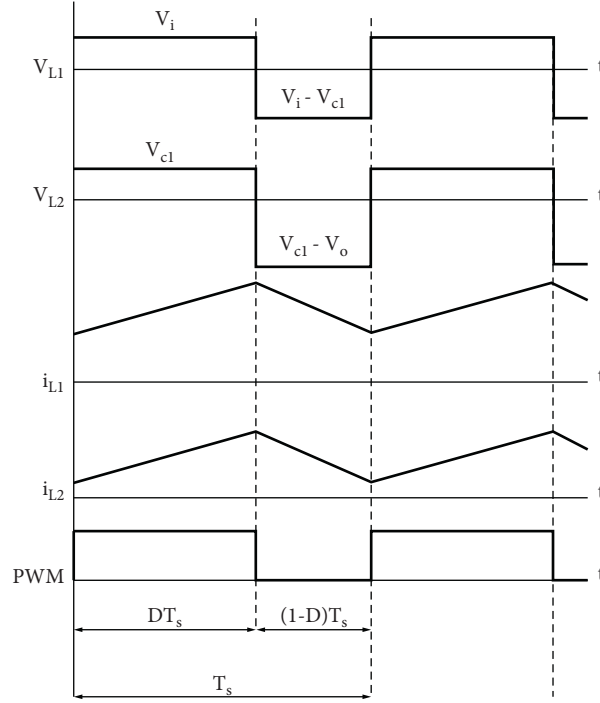 V_i
V_L1
t
V_i - V_c1
V_c1
V_L2
t
V_c1 - V_o
i_L1
t
i_L2
t
PWM
t
DT_s
(1-D)T_s
T_s